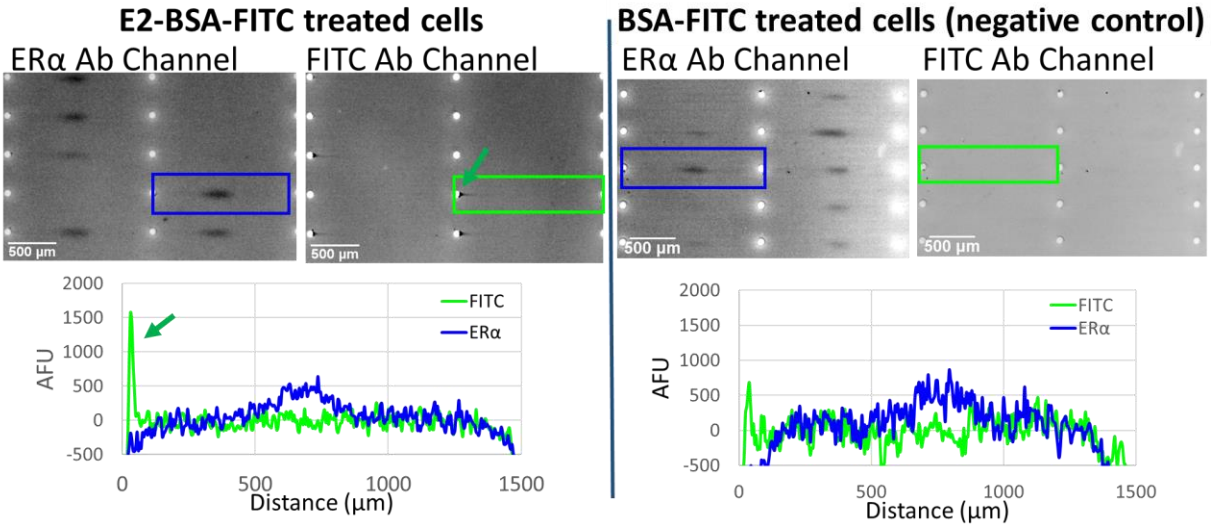 E2-BSA-FITC treated cells
ERα Ab Channel
FITC Ab Channel
500 µm
500 µm
2000
1500
1000
500
0
-500
AFU
FITC
ERα
0
500
1000
1500
Distance (µm)
BSA-FITC treated cells (negative control)
ERα Ab Channel
FITC Ab Channel
500 µm
500 µm
2000
1500
1000
500
0
-500
AFU
FITC
ERα
0
500
1000
1500
Distance (µm)